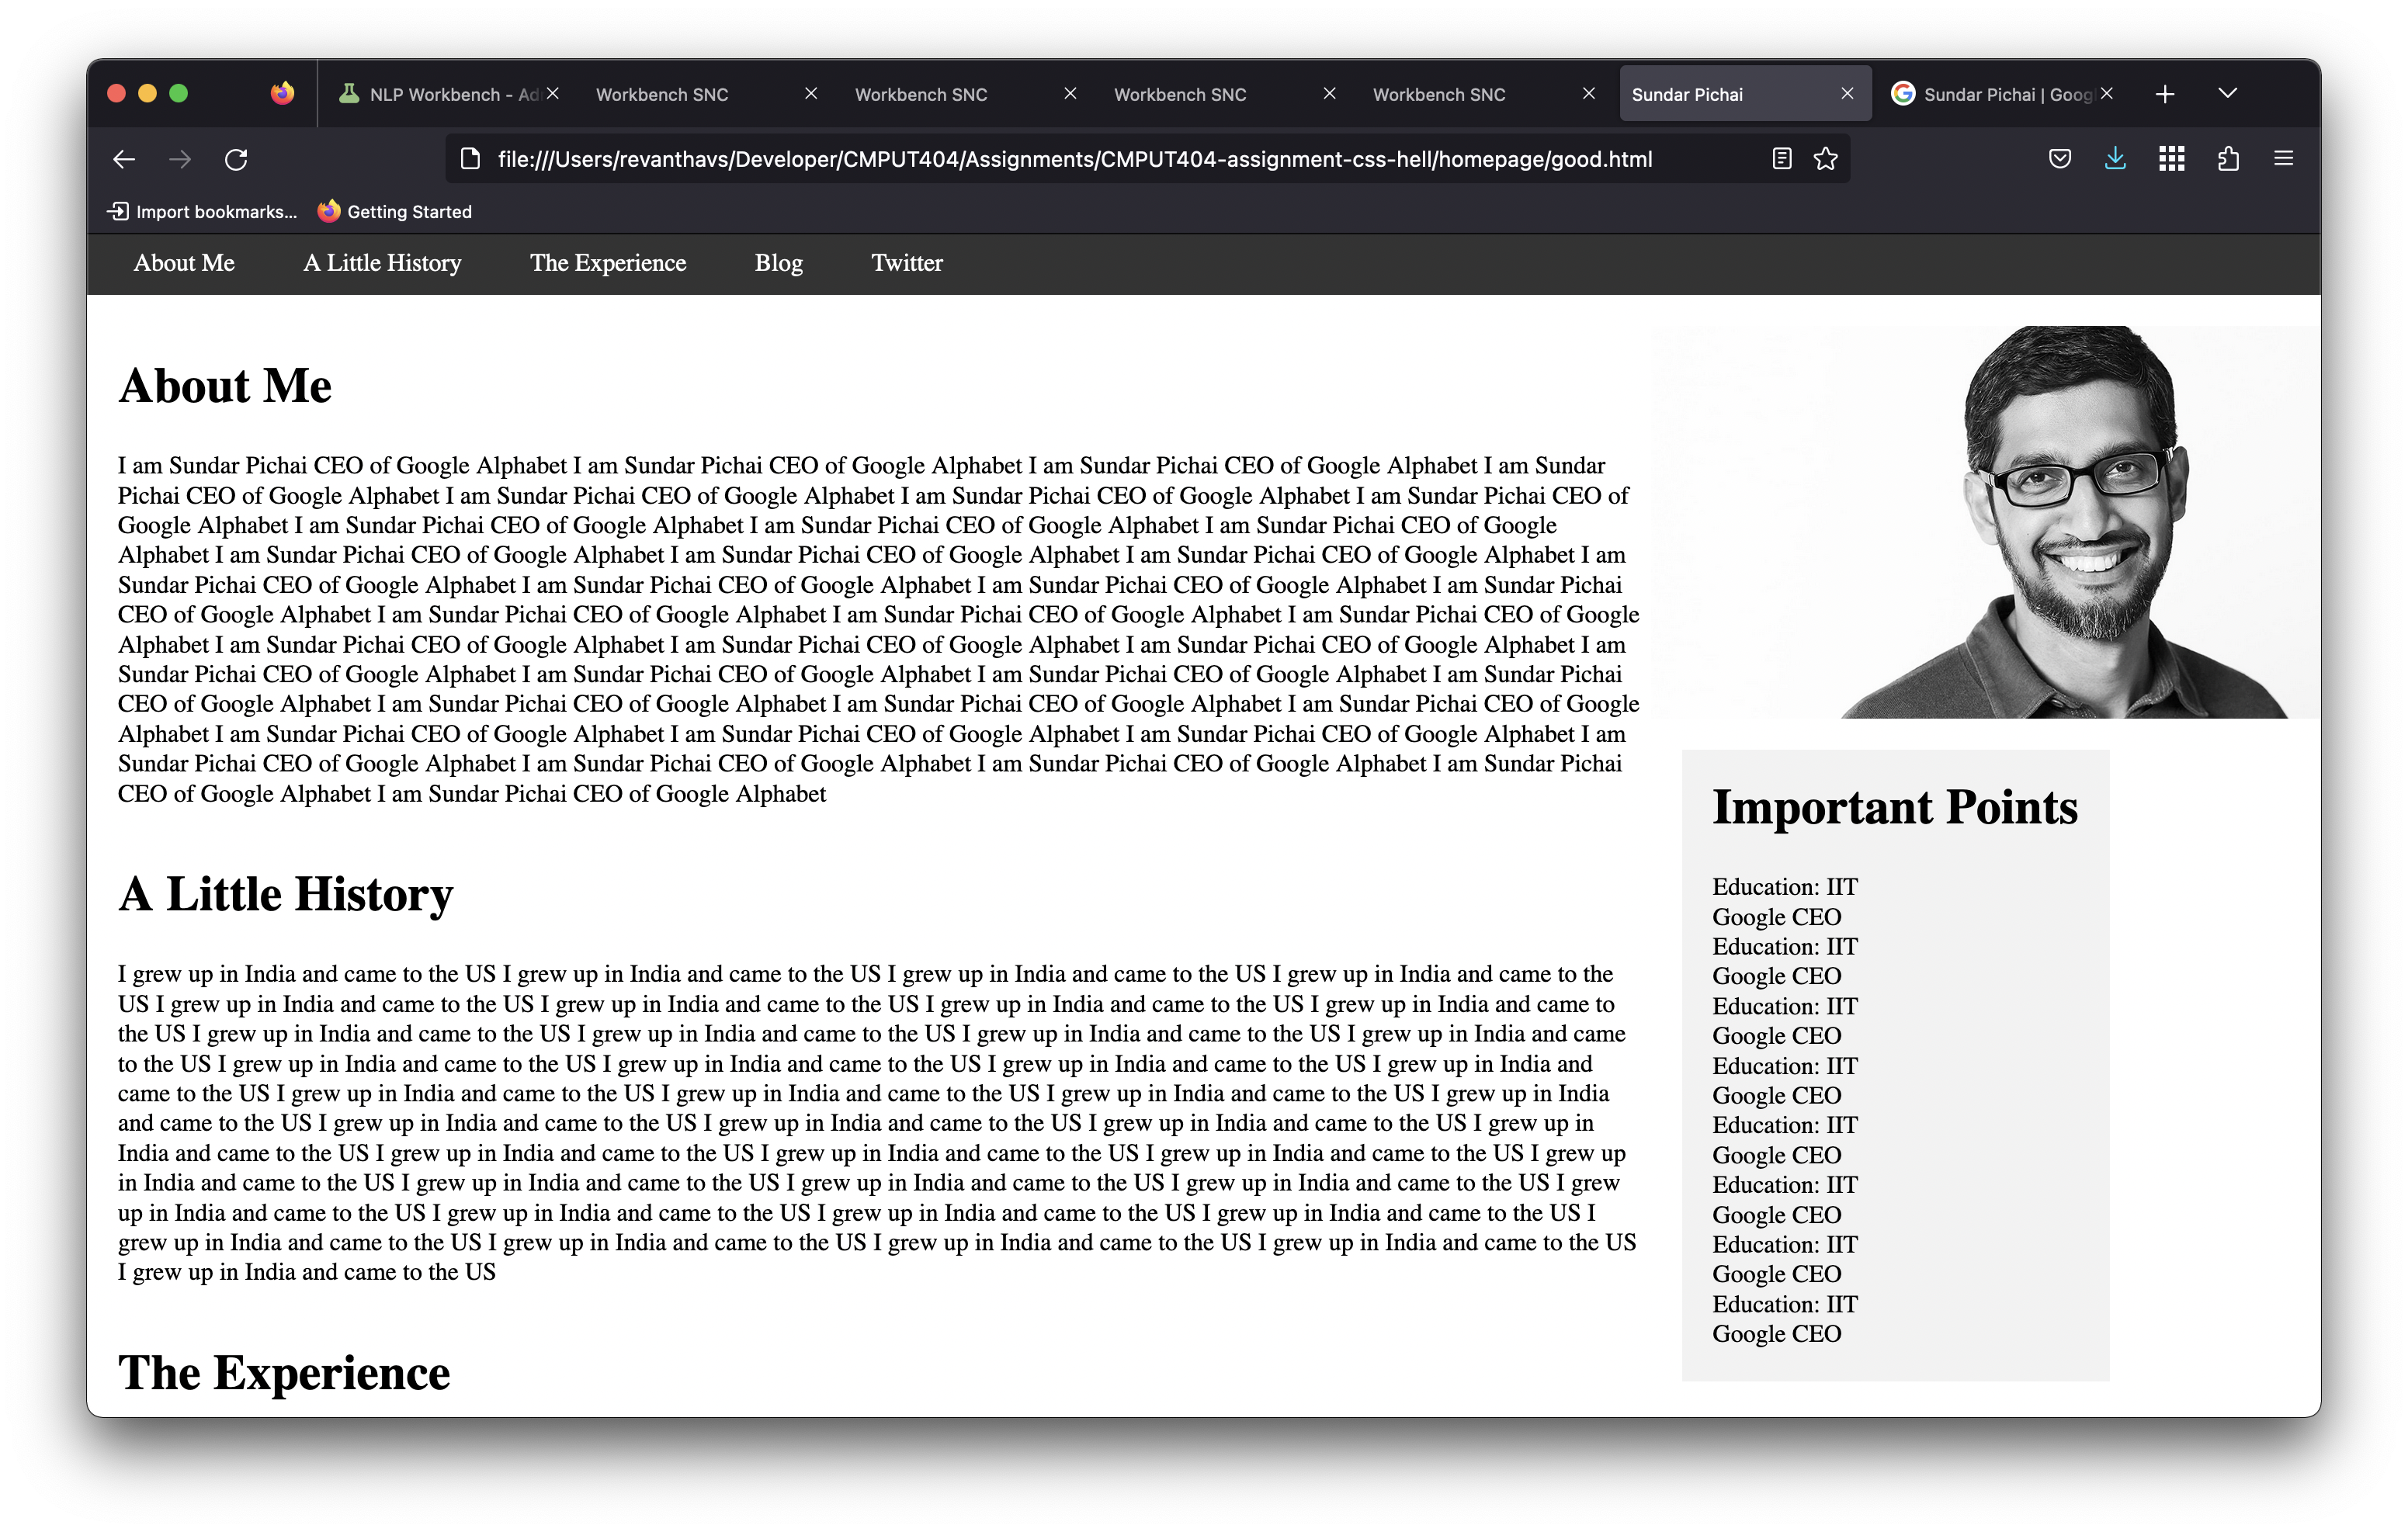 NLP Workbench - Ad
Workbench SNC
Workbench SNC
Workbench SNC
Workbench SNC
Sundar Pichai
Sundar Pichai | Goog
file:///Users/revanthavs/Developer/CMPUT404/Assignments/CMPUT404-assignment-css-hell/homepage/good.html
Import bookmarks...
Getting Started
About Me
A Little History
The Experience
Blog
Twitter
About Me
I am Sundar Pichai CEO of Google Alphabet I am Sundar Pichai CEO of Google Alphabet I am Sundar Pichai CEO of Google Alphabet I am Sundar
Pichai CEO of Google Alphabet I am Sundar Pichai CEO of Google Alphabet I am Sundar Pichai CEO of Google Alphabet I am Sundar Pichai CEO of
Google Alphabet I am Sundar Pichai CEO of Google Alphabet I am Sundar Pichai CEO of Google Alphabet I am Sundar Pichai CEO of Google
Alphabet I am Sundar Pichai CEO of Google Alphabet I am Sundar Pichai CEO of Google Alphabet I am Sundar Pichai CEO of Google Alphabet I am
Sundar Pichai CEO of Google Alphabet I am Sundar Pichai CEO of Google Alphabet I am Sundar Pichai CEO of Google Alphabet I am Sundar Pichai
CEO of Google Alphabet I am Sundar Pichai CEO of Google Alphabet I am Sundar Pichai CEO of Google Alphabet I am Sundar Pichai CEO of Google
Alphabet I am Sundar Pichai CEO of Google Alphabet I am Sundar Pichai CEO of Google Alphabet I am Sundar Pichai CEO of Google Alphabet I am
Sundar Pichai CEO of Google Alphabet I am Sundar Pichai CEO of Google Alphabet I am Sundar Pichai CEO of Google Alphabet I am Sundar Pichai
CEO of Google Alphabet I am Sundar Pichai CEO of Google Alphabet I am Sundar Pichai CEO of Google Alphabet I am Sundar Pichai CEO of Google
Alphabet I am Sundar Pichai CEO of Google Alphabet I am Sundar Pichai CEO of Google Alphabet I am Sundar Pichai CEO of Google Alphabet I am
Sundar Pichai CEO of Google Alphabet I am Sundar Pichai CEO of Google Alphabet I am Sundar Pichai CEO of Google Alphabet I am Sundar Pichai
CEO of Google Alphabet I am Sundar Pichai CEO of Google Alphabet
A Little History
I grew up in India and came to the US I grew up in India and came to the US I grew up in India and came to the US I grew up in India and came to the
US I grew up in India and came to the US I grew up in India and came to the US I grew up in India and came to the US I grew up in India and came to
the US I grew up in India and came to the US I grew up in India and came to the US I grew up in India and came to the US I grew up in India and came
to the US I grew up in India and came to the US I grew up in India and came to the US I grew up in India and came to the US I grew up in India and
came to the US I grew up in India and came to the US I grew up in India and came to the US I grew up in India and came to the US I grew up in India
and came to the US I grew up in India and came to the US I grew up in India and came to the US I grew up in India and came to the US I grew up in
India and came to the US I grew up in India and came to the US I grew up in India and came to the US I grew up in India and came to the US I grew up
in India and came to the US I grew up in India and came to the US I grew up in India and came to the US I grew up in India and came to the US I grew
up in India and came to the US I grew up in India and came to the US I grew up in India and came to the US I grew up in India and came to the US I
grew up in India and came to the US I grew up in India and came to the US I grew up in India and came to the US I grew up in India and came to the US
I grew up in India and came to the US
The Experience
Important Points
Education: IIT
Google CEO
Education: IIT
Google CEO
Education: IIT
Google CEO
Education: IIT
Google CEO
Education: IIT
Google CEO
Education: IIT
Google CEO
Education: IIT
Google CEO
Education: IIT
Google CEO